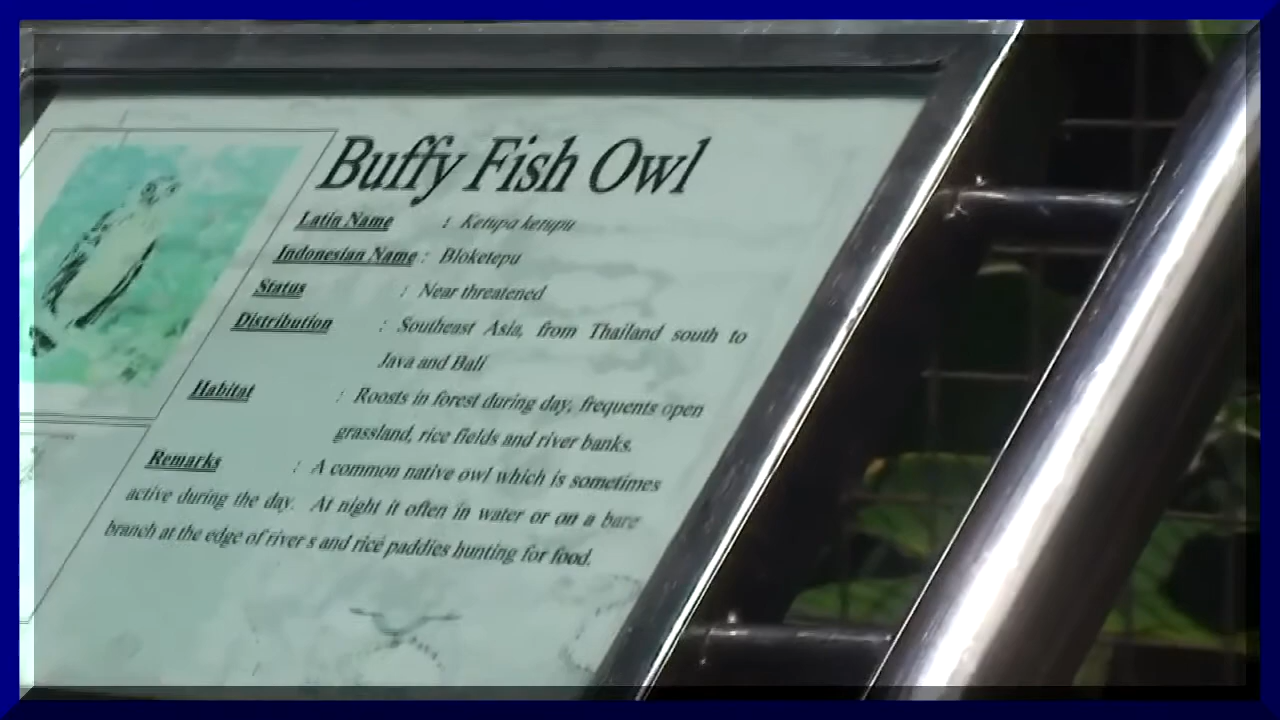 Buffy Fish Owl
Latin Name : Ketupa ketupu
Indonesian Name : Bloketepu
Status : Near threatened
Distribution : Southeast Asia, from Thailand south to
Java and Bali
Habitat : Roosts in forest during day, frequents open
grassland, rice fields and river banks.
Remarks : A common native owl which is sometimes
active during the day. At night it often in water or on a bare
branch at the edge of river s and rice paddies hunting for food.